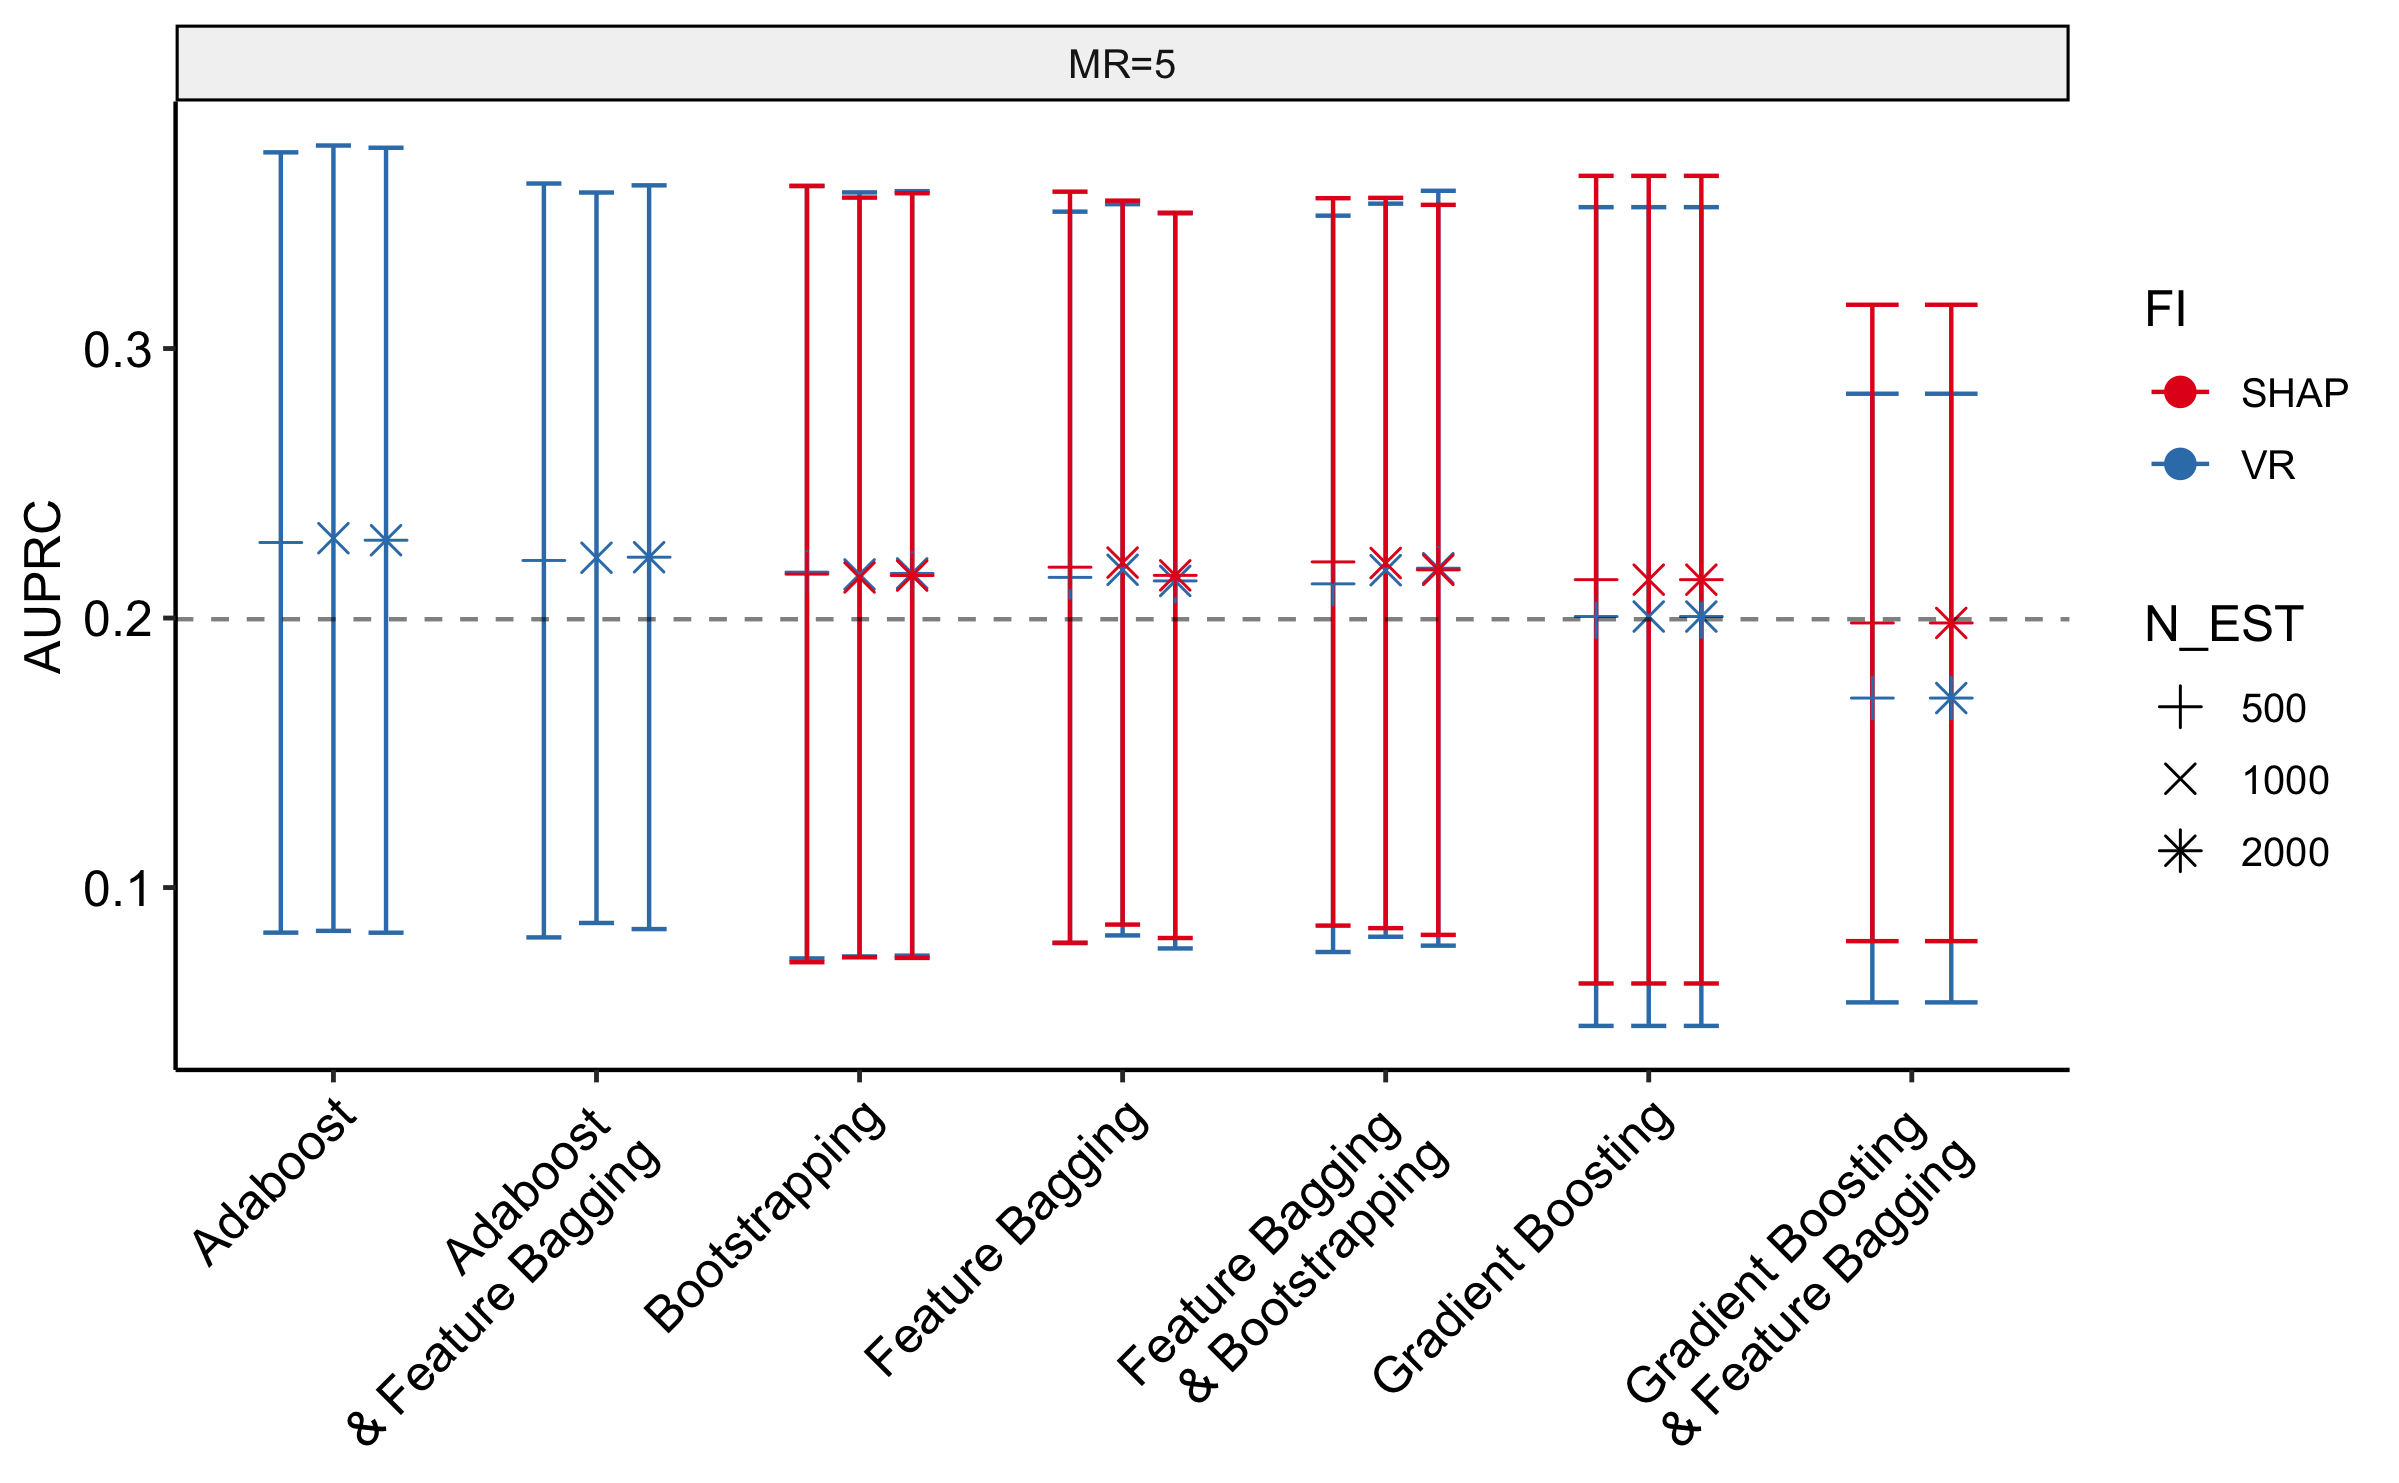 MR=5
AUPRC
0.3
0.2
0.1
Adaboost
Adaboost
& Feature Bagging
Bootstrapping
Feature Bagging
Feature Bagging
& Bootstrapping
Gradient Boosting
Gradient Boosting
& Feature Bagging
FI
SHAP
VR
N_EST
500
1000
2000